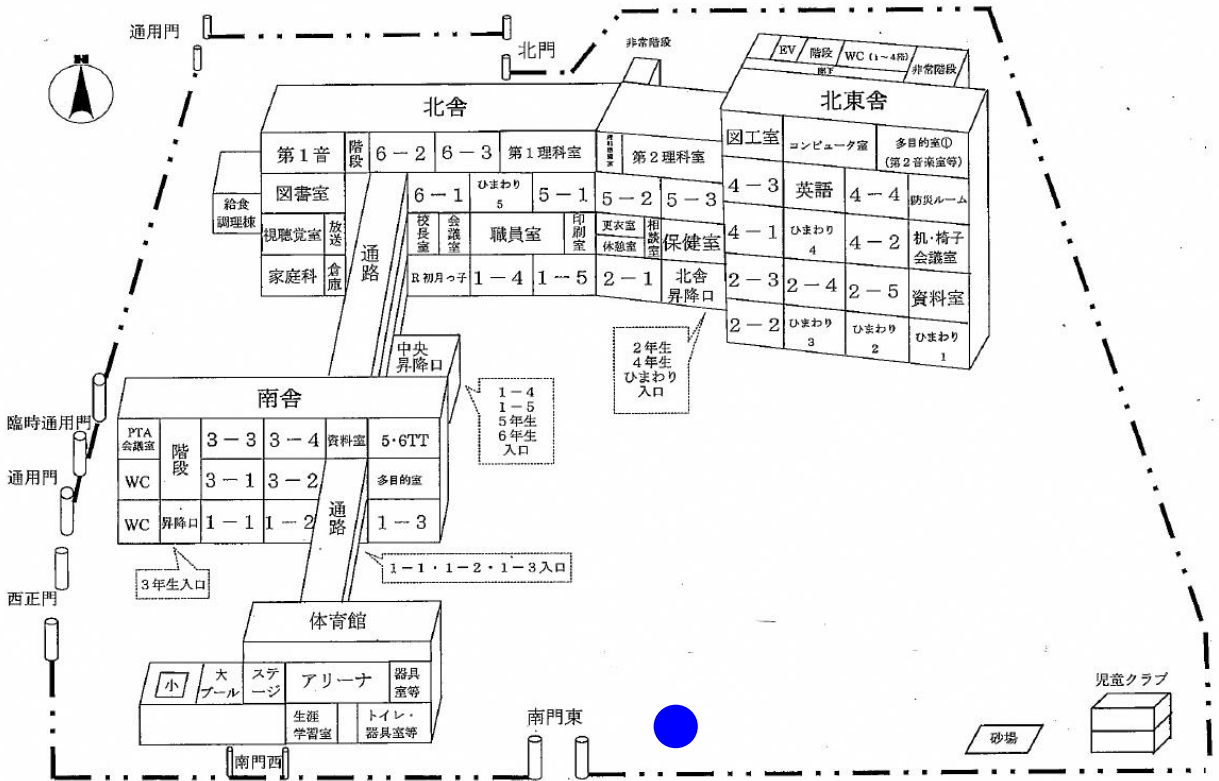 通用門
北門
非常階段
EV
階段
WC(1〜4階)
非常階段
廊下
N
北舎
北東舎
第1音
階段
6-2
6-3
第1理科室
第2理科室
図書室
6-1
ひまわり
5
5-1
5-2
5-3
給食
調理棟
視聴覚室
放送
校長室
会議室
職員室
印刷室
更衣室
休憩室
相談室
保健室
家庭科
倉庫
通路
R初月っ子
1-4
1-5
2-1
北舎
昇降口
図工室
コンピュータ室
多目的室①
(第2音楽室等)
4-3
英語
4-4
防災ルーム
4-1
ひまわり
4
4-2
机・椅子
会議室
2-3
2-4
2-5
資料室
2-2
ひまわり
3
ひまわり
2
ひまわり
1
中央
昇降口
2年生
4年生
ひまわり
入口
1-4
1-5
5年生
6年生
入口
臨時通用門
通用門
西正門
南舎
PTA
会議室
階段
3-3
3-4
資料室
5・6TT
WC
3-1
3-2
多目的室
WC
昇降口
1-1
1-2
通路
1-3
3年生入口
1-1・1-2・1-3入口
体育館
小
大
プール
ステージ
アリーナ
器具
室等
生涯
学習室
トイレ・
器具室等
南門西
南門東
砂場
児童クラブ